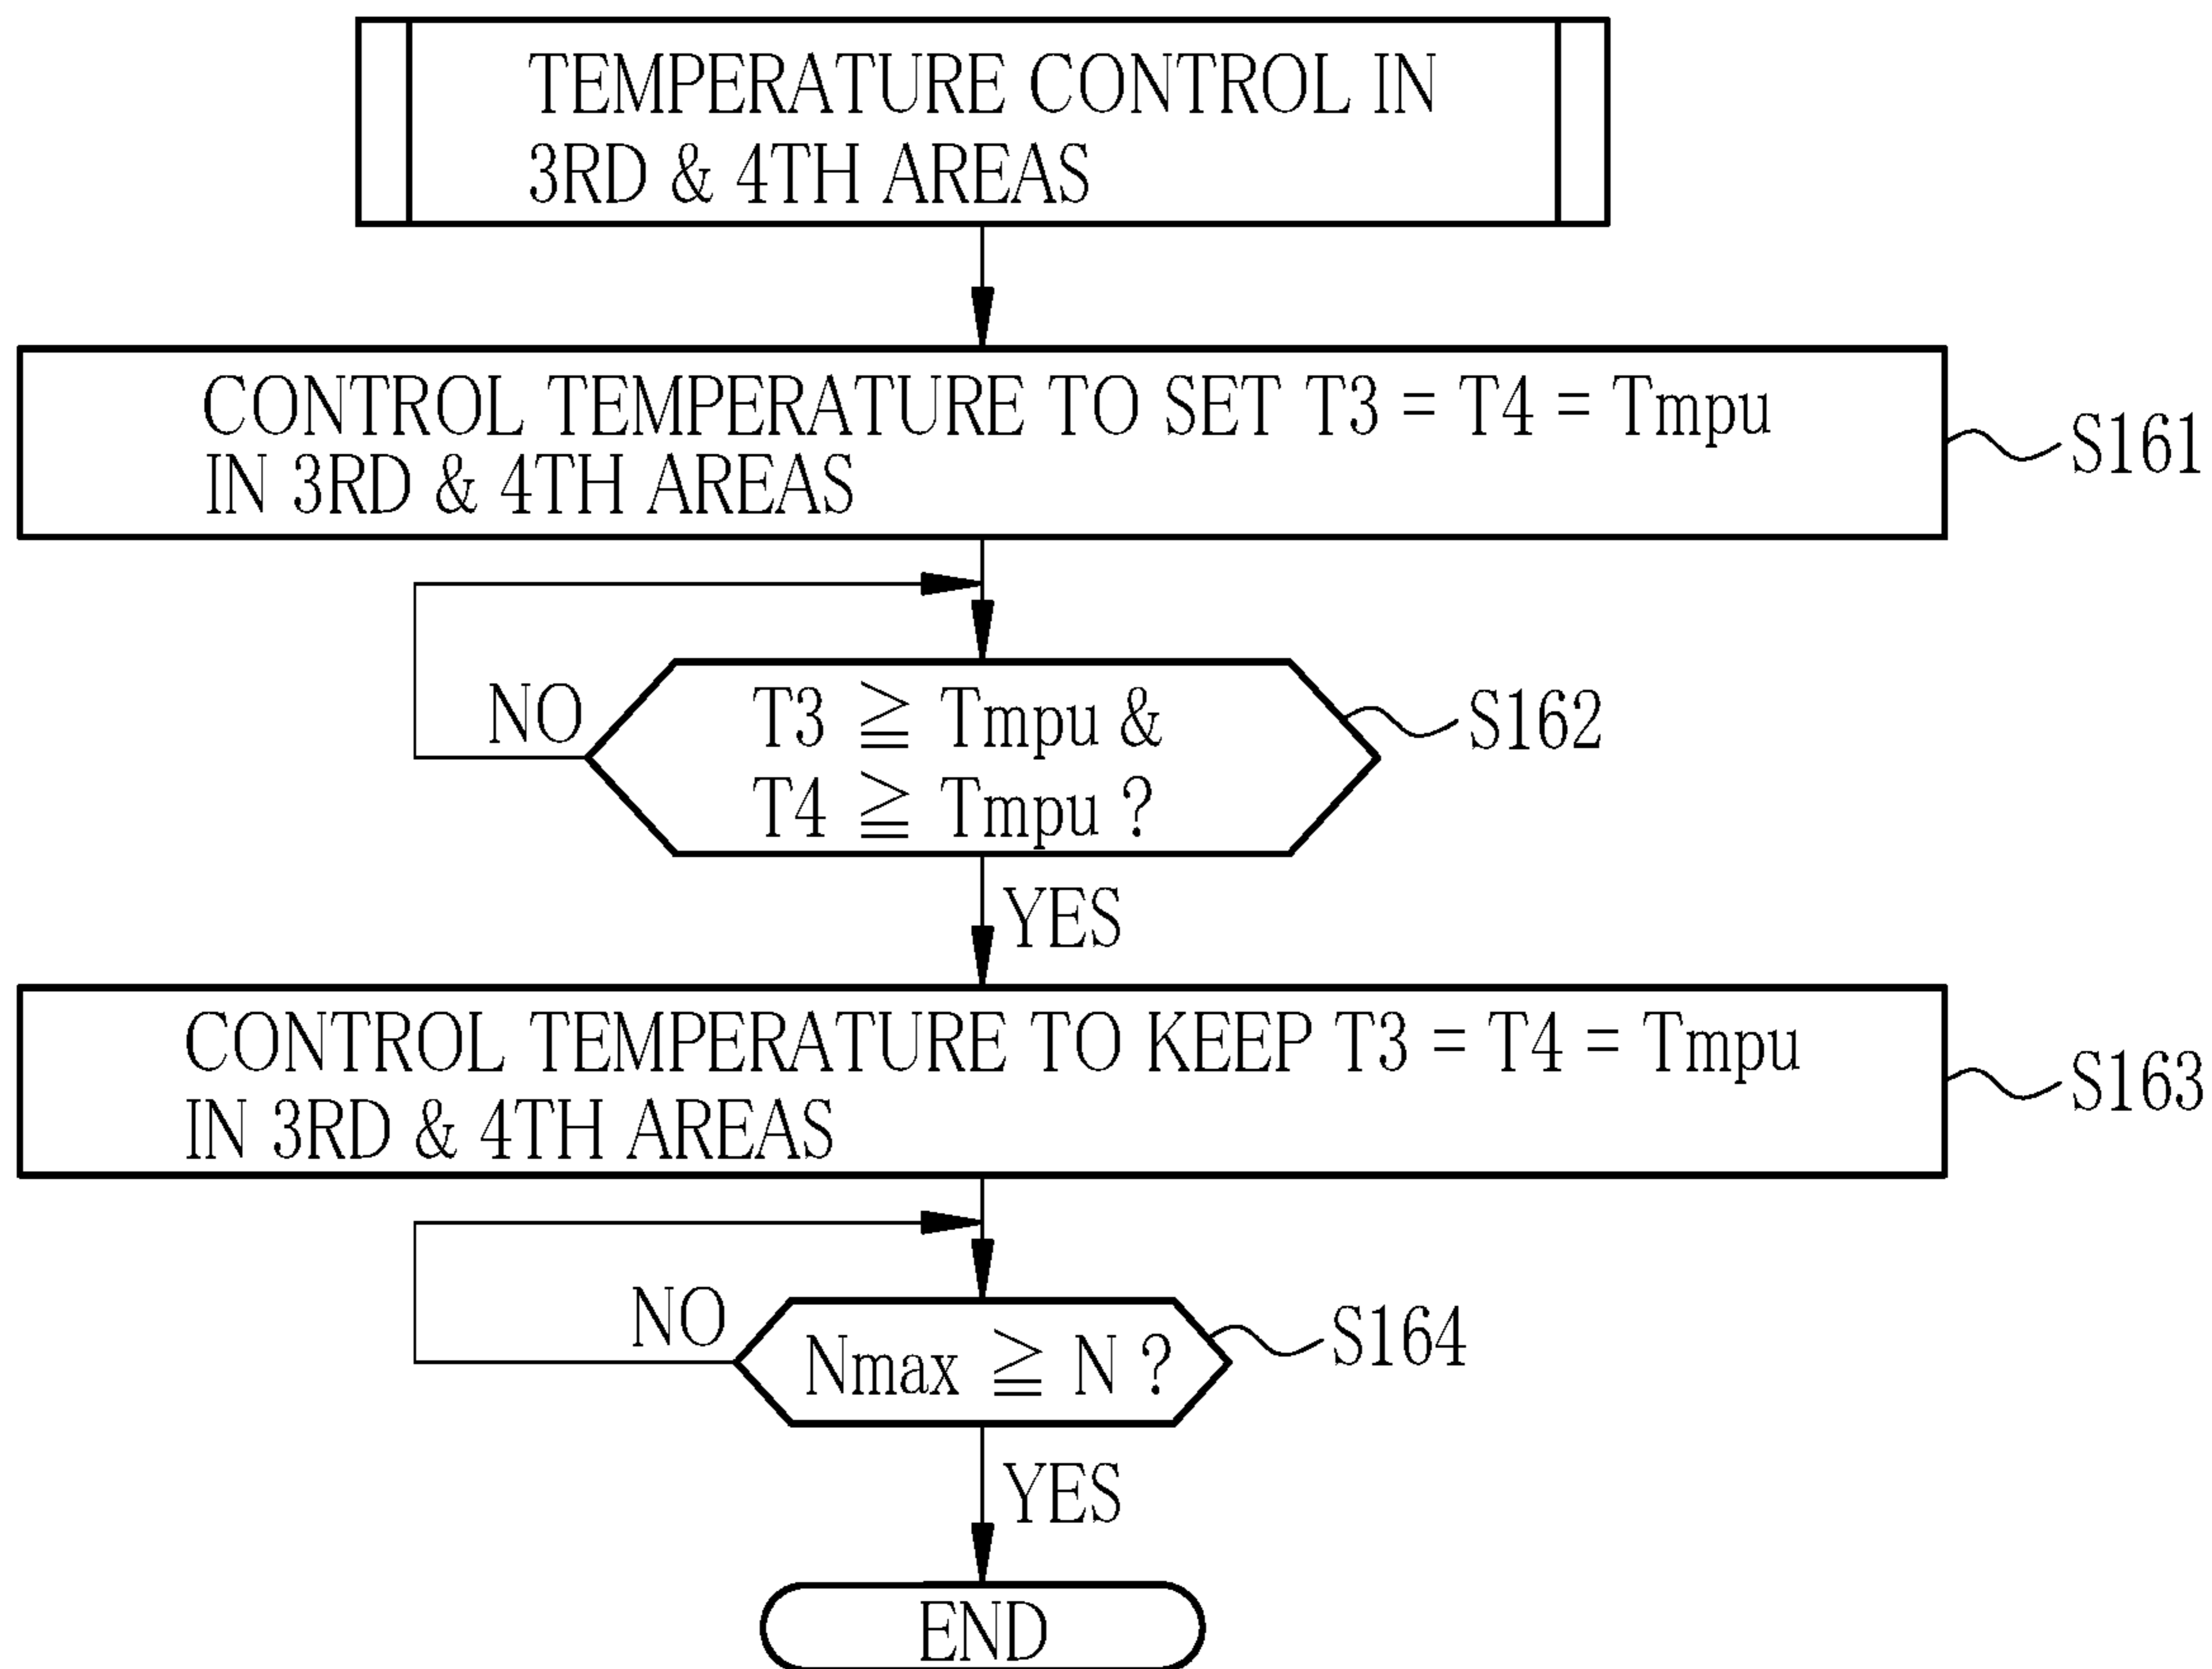 TEMPERATURE CONTROL IN
3RD & 4TH AREAS
CONTROL TEMPERATURE TO SET T3 = T4 = Tmpu
IN 3RD & 4TH AREAS
S161
NO
T3 ≧ Tmpu &
T4 ≧ Tmpu ?
S162
YES
CONTROL TEMPERATURE TO KEEP T3 = T4 = Tmpu
IN 3RD & 4TH AREAS
S163
NO
Nmax ≧ N ?
S164
YES
END